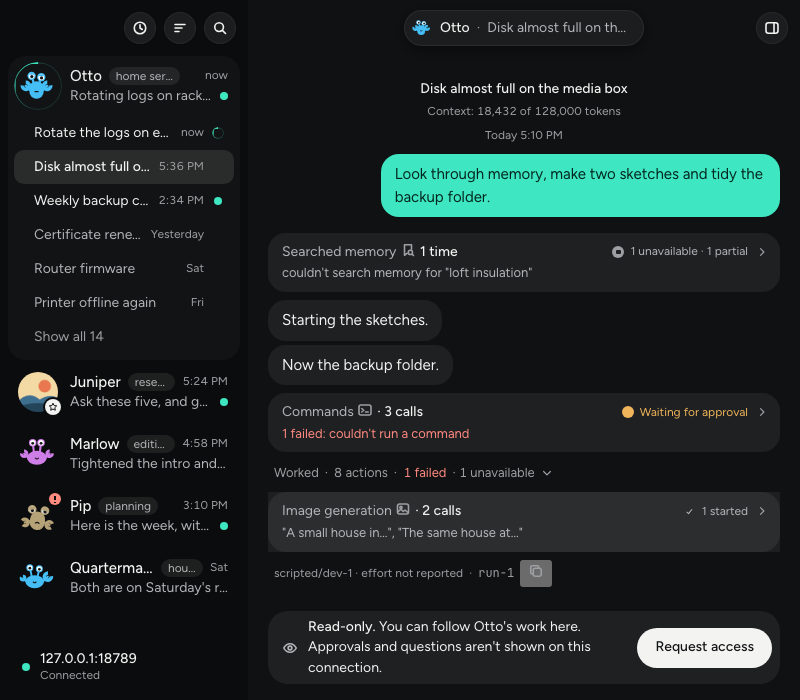 Otto · Disk almost full on th...
Otto home ser... now
Rotating logs on rack...
Rotate the logs on e... now
Disk almost full o... 5:36 PM
Weekly backup c... 2:34 PM
Certificate rene... Yesterday
Router firmware Sat
Printer offline again Fri
Show all 14
Juniper rese... 5:24 PM
Ask these five, and g...
Marlow editi... 4:58 PM
Tightened the intro and...
Pip planning 3:10 PM
Here is the week, wit...
Quarterma... hou... Sat
Both are on Saturday's r...
127.0.0.1:18789
Connected
Disk almost full on the media box
Context: 18,432 of 128,000 tokens
Today 5:10 PM
Look through memory, make two sketches and tidy the
backup folder.
Searched memory 1 time 1 unavailable · 1 partial
couldn't search memory for "loft insulation"
Starting the sketches.
Now the backup folder.
Commands · 3 calls Waiting for approval
1 failed: couldn't run a command
Worked · 8 actions · 1 failed · 1 unavailable
Image generation · 2 calls 1 started
"A small house in...", "The same house at..."
scripted/dev-1 · effort not reported · run-1
Read-only. You can follow Otto's work here.
Approvals and questions aren't shown on this
connection.
Request access